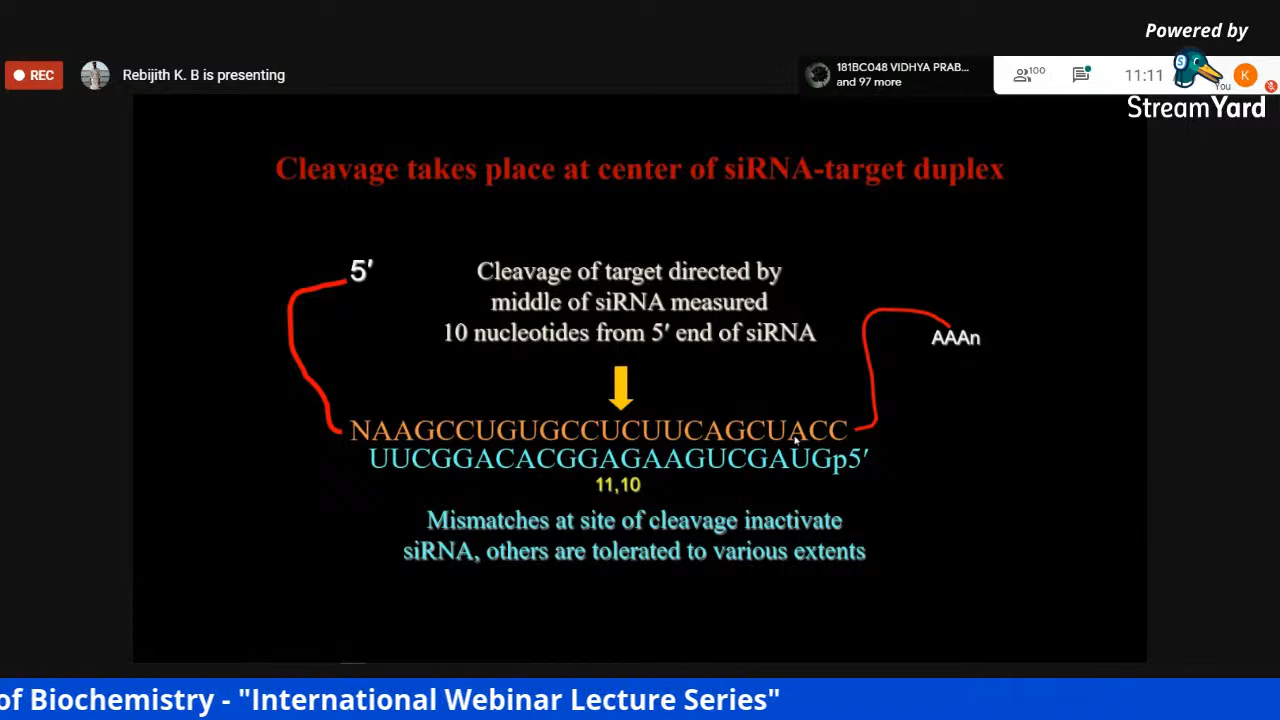 Powered by
REC
Rebijith K. B is presenting
181BC048 VIDHYA PRAB...
and 97 more
100
11:11
You
K
S
StreamYard
Cleavage takes place at center of siRNA-target duplex
5′
Cleavage of target directed by
middle of siRNA measured
10 nucleotides from 5′ end of siRNA
AAAn
NAAGCCUGUGCCUCUUCAGCUACC
UUCGGACACGGAGAAGUCGAUGp5′
11,10
Mismatches at site of cleavage inactivate
siRNA, others are tolerated to various extents
of Biochemistry - "International Webinar Lecture Series"